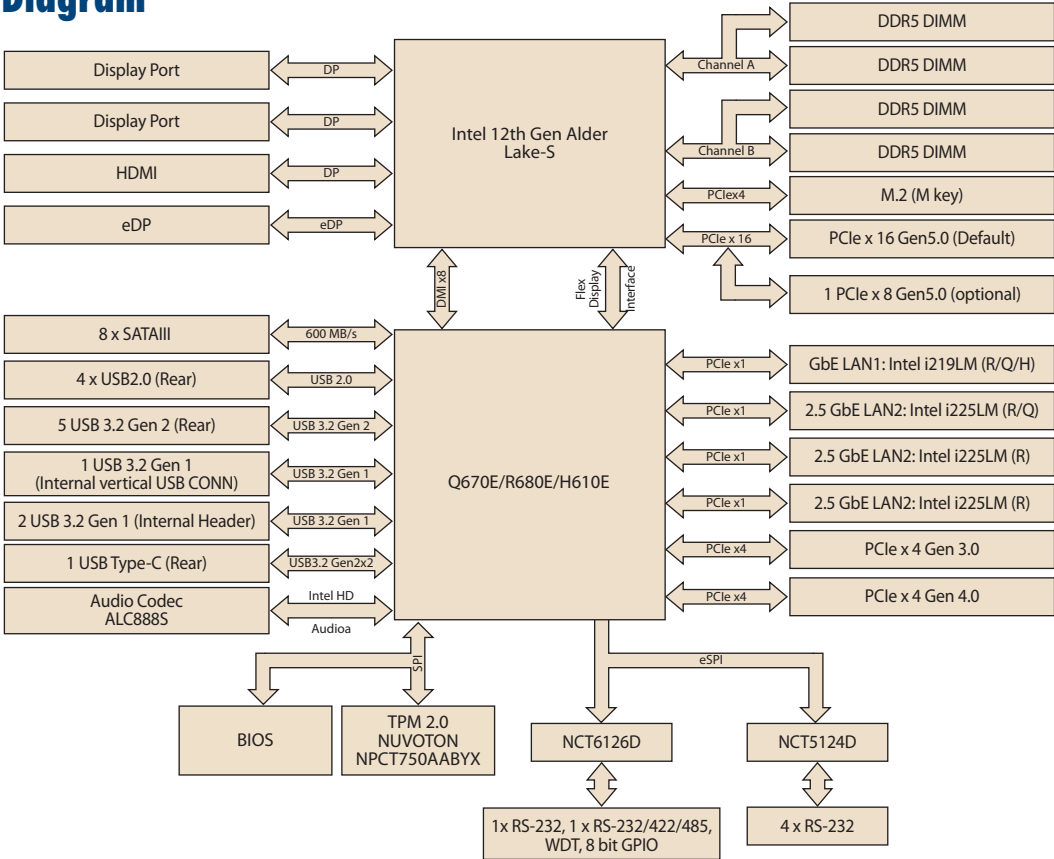 Diagram
Display Port
DP
Display Port
DP
HDMI
DP
eDP
eDP
Intel 12th Gen Alder
Lake-S
Channel A
DDR5 DIMM
DDR5 DIMM
Channel B
DDR5 DIMM
DDR5 DIMM
PCIex4
M.2 (M key)
PCIe x 16
PCIe x 16 Gen5.0 (Default)
1 PCIe x 8 Gen5.0 (optional)
DMI x8
Flex
Display
Interface
8 x SATAIII
600 MB/s
4 x USB2.0 (Rear)
USB 2.0
5 USB 3.2 Gen 2 (Rear)
USB 3.2 Gen 2
1 USB 3.2 Gen 1
(Internal vertical USB CONN)
USB 3.2 Gen 1
2 USB 3.2 Gen 1 (Internal Header)
USB 3.2 Gen 1
1 USB Type-C (Rear)
USB3.2 Gen2x2
Audio Codec
ALC888S
Intel HD
Audioa
Q670E/R680E/H610E
PCIe x1
GbE LAN1: Intel i219LM (R/Q/H)
PCIe x1
2.5 GbE LAN2: Intel i225LM (R/Q)
PCIe x1
2.5 GbE LAN2: Intel i225LM (R)
PCIe x1
2.5 GbE LAN2: Intel i225LM (R)
PCIe x4
PCIe x 4 Gen 3.0
PCIe x4
PCIe x 4 Gen 4.0
SPI
eSPI
BIOS
TPM 2.0
NUVOTON
NPCT750AABYX
NCT6126D
NCT5124D
1x RS-232, 1 x RS-232/422/485,
WDT, 8 bit GPIO
4 x RS-232